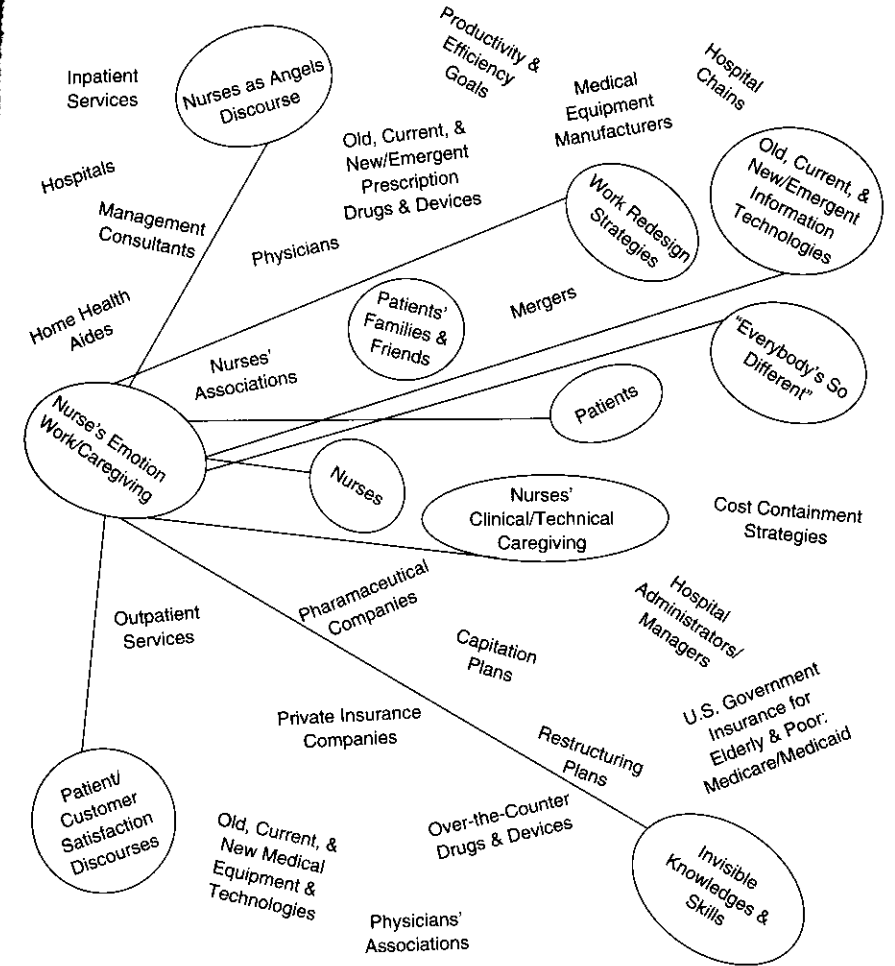 Productivity &
Efficiency
Goals
Hospital
Chains
Inpatient
Services
Nurses as Angels
Discourse
Medical
Equipment
Manufacturers
Old, Current, &
New/Emergent
Prescription
Drugs & Devices
Old, Current, &
New/Emergent
Information
Technologies
Hospitals
Work Redesign
Strategies
Management
Consultants
Physicians
Patients'
Families &
Friends
Mergers
Home Health
Aides
"Everybody's So
Different"
Nurses'
Associations
Patients
Nurse's Emotion
Work/Caregiving
Nurses
Nurses'
Clinical/Technical
Caregiving
Cost Containment
Strategies
Outpatient
Services
Pharamaceutical
Companies
Hospital
Administrators/
Managers
Capitation
Plans
U.S. Government
Insurance for
Elderly & Poor:
Medicare/Medicaid
Private Insurance
Companies
Restructuring
Plans
Patient/
Customer
Satisfaction
Discourses
Old, Current, &
New Medical
Equipment &
Technologies
Over-the-Counter
Drugs & Devices
Invisible
Knowledges &
Skills
Physicians'
Associations